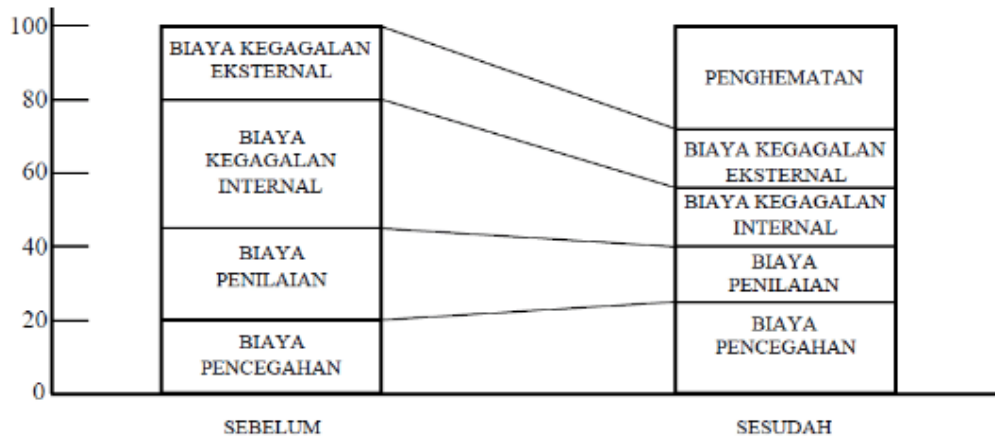 100
80
60
40
20
0
BIAYA KEGAGALAN
EKSTERNAL
BIAYA
KEGAGALAN
INTERNAL
BIAYA
PENILAIAN
BIAYA
PENCEGAHAN
SEBELUM
PENGHEMATAN
BIAYA KEGAGALAN
EKSTERNAL
BIAYA KEGAGALAN
INTERNAL
BIAYA
PENILAIAN
BIAYA
PENCEGAHAN
SESUDAH